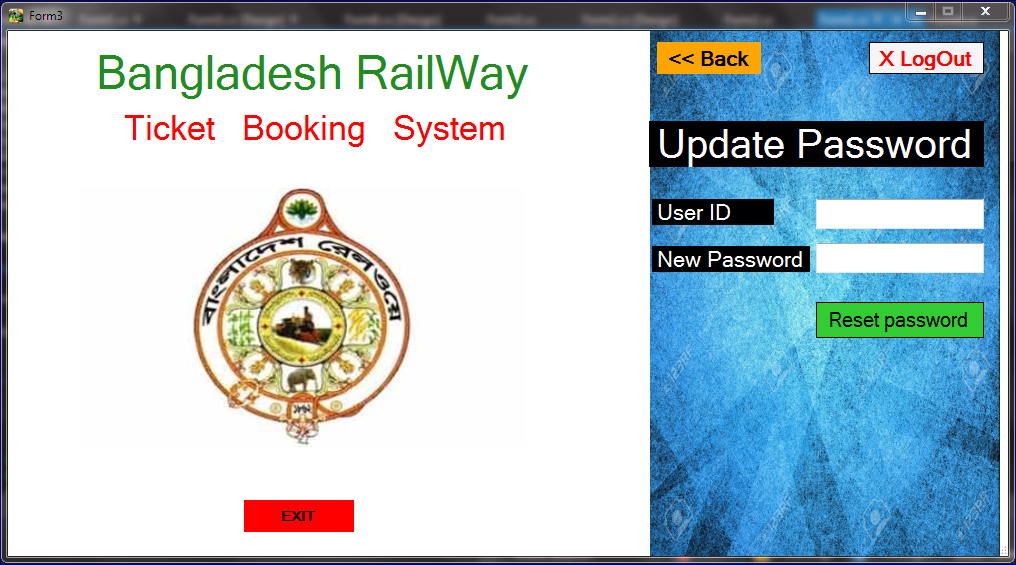 Form3
Bangladesh RailWay
Ticket Booking System
বাংলাদেশ রেলওয়ে
EXIT
<< Back
X LogOut
Update Password
User ID
New Password
Reset password